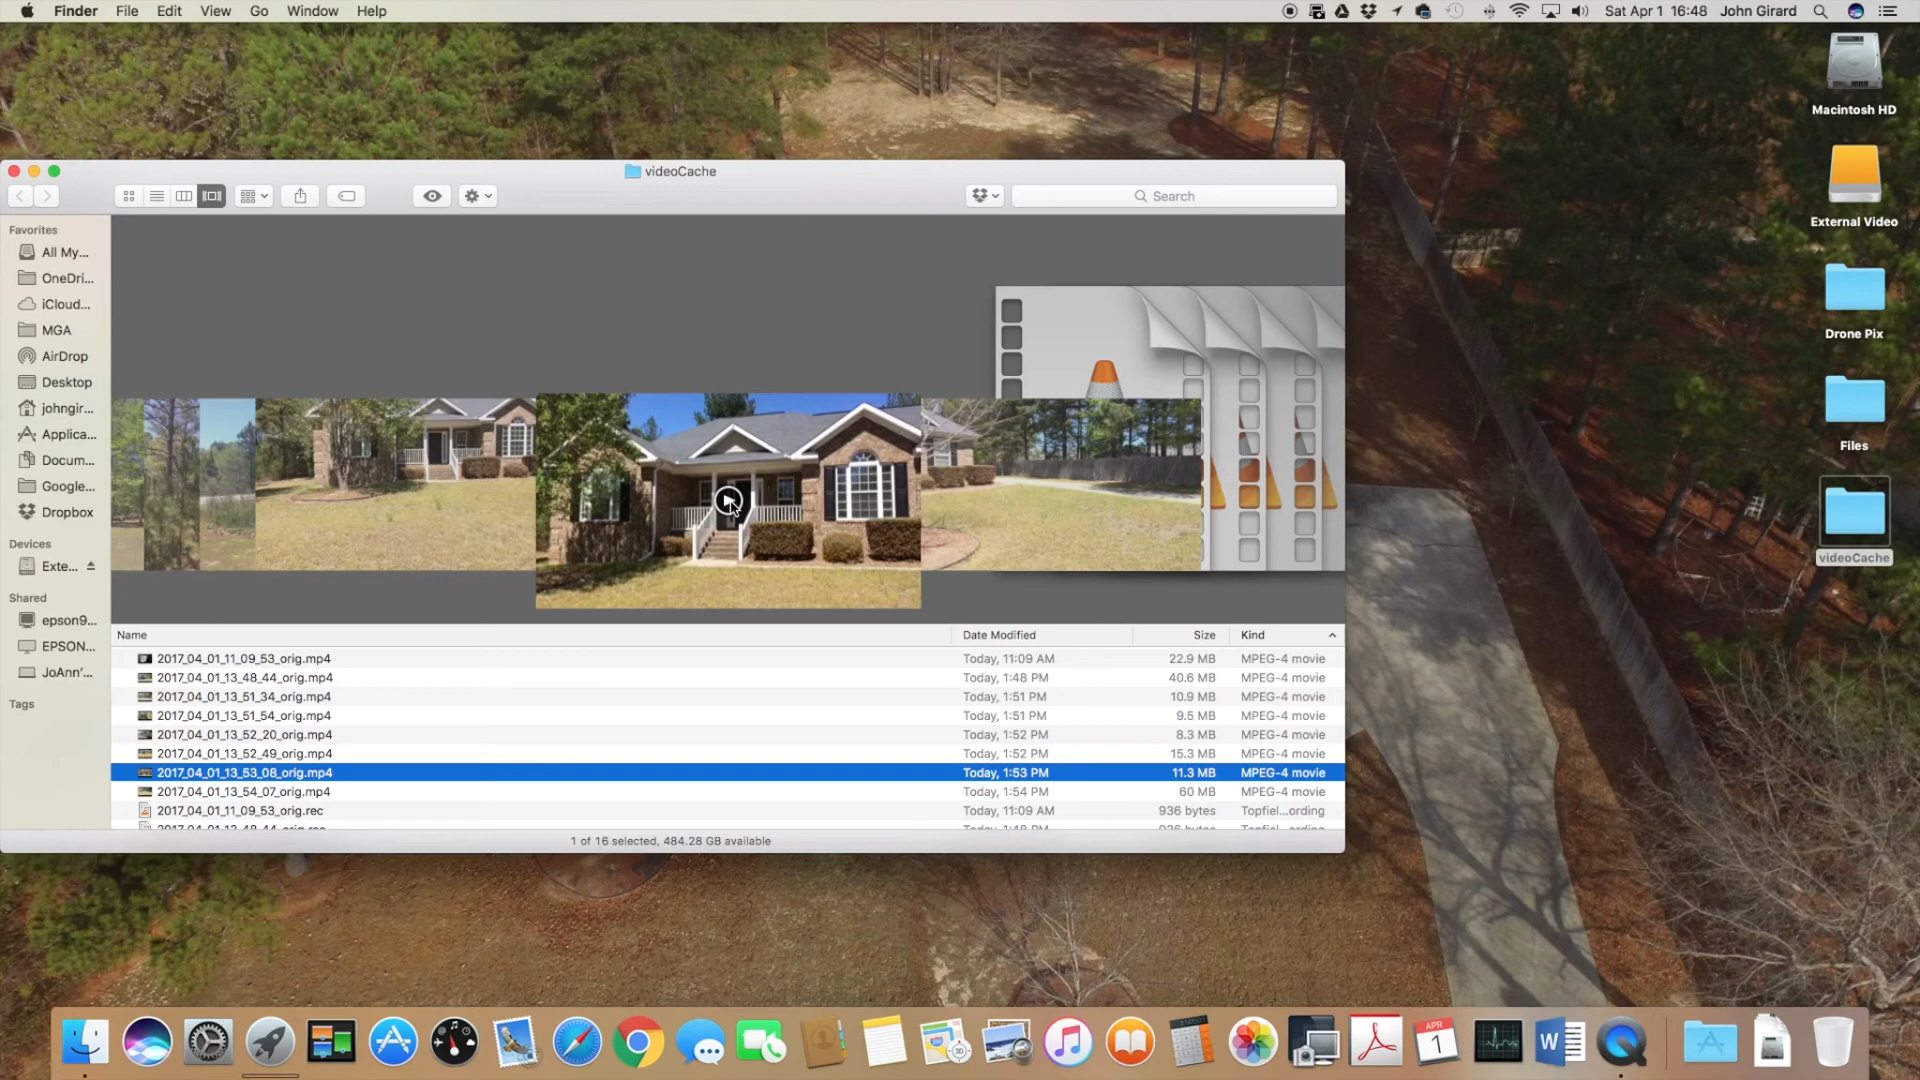 Finder File Edit View Go Window Help
Sat Apr 1 16:48 John Girard
Macintosh HD
External Video
Drone Pix
Files
videoCache
videoCache
Search
Favorites
All My...
OneDri...
iCloud...
MGA
AirDrop
Desktop
johngir...
Applica...
Docum...
Google...
Dropbox
Devices
Exte...
Shared
epson9...
EPSON...
JoAnn'...
Tags
Name Date Modified Size Kind
2017_04_01_11_09_53_orig.mp4 Today, 11:09 AM 22.9 MB MPEG-4 movie
2017_04_01_13_48_44_orig.mp4 Today, 1:48 PM 40.6 MB MPEG-4 movie
2017_04_01_13_51_34_orig.mp4 Today, 1:51 PM 10.9 MB MPEG-4 movie
2017_04_01_13_51_54_orig.mp4 Today, 1:51 PM 9.5 MB MPEG-4 movie
2017_04_01_13_52_20_orig.mp4 Today, 1:52 PM 8.3 MB MPEG-4 movie
2017_04_01_13_52_49_orig.mp4 Today, 1:52 PM 15.3 MB MPEG-4 movie
2017_04_01_13_53_08_orig.mp4 Today, 1:53 PM 11.3 MB MPEG-4 movie
2017_04_01_13_54_07_orig.mp4 Today, 1:54 PM 60 MB MPEG-4 movie
2017_04_01_11_09_53_orig.rec Today, 11:09 AM 936 bytes Topfiel...ording
1 of 16 selected, 484.28 GB available
APR
1